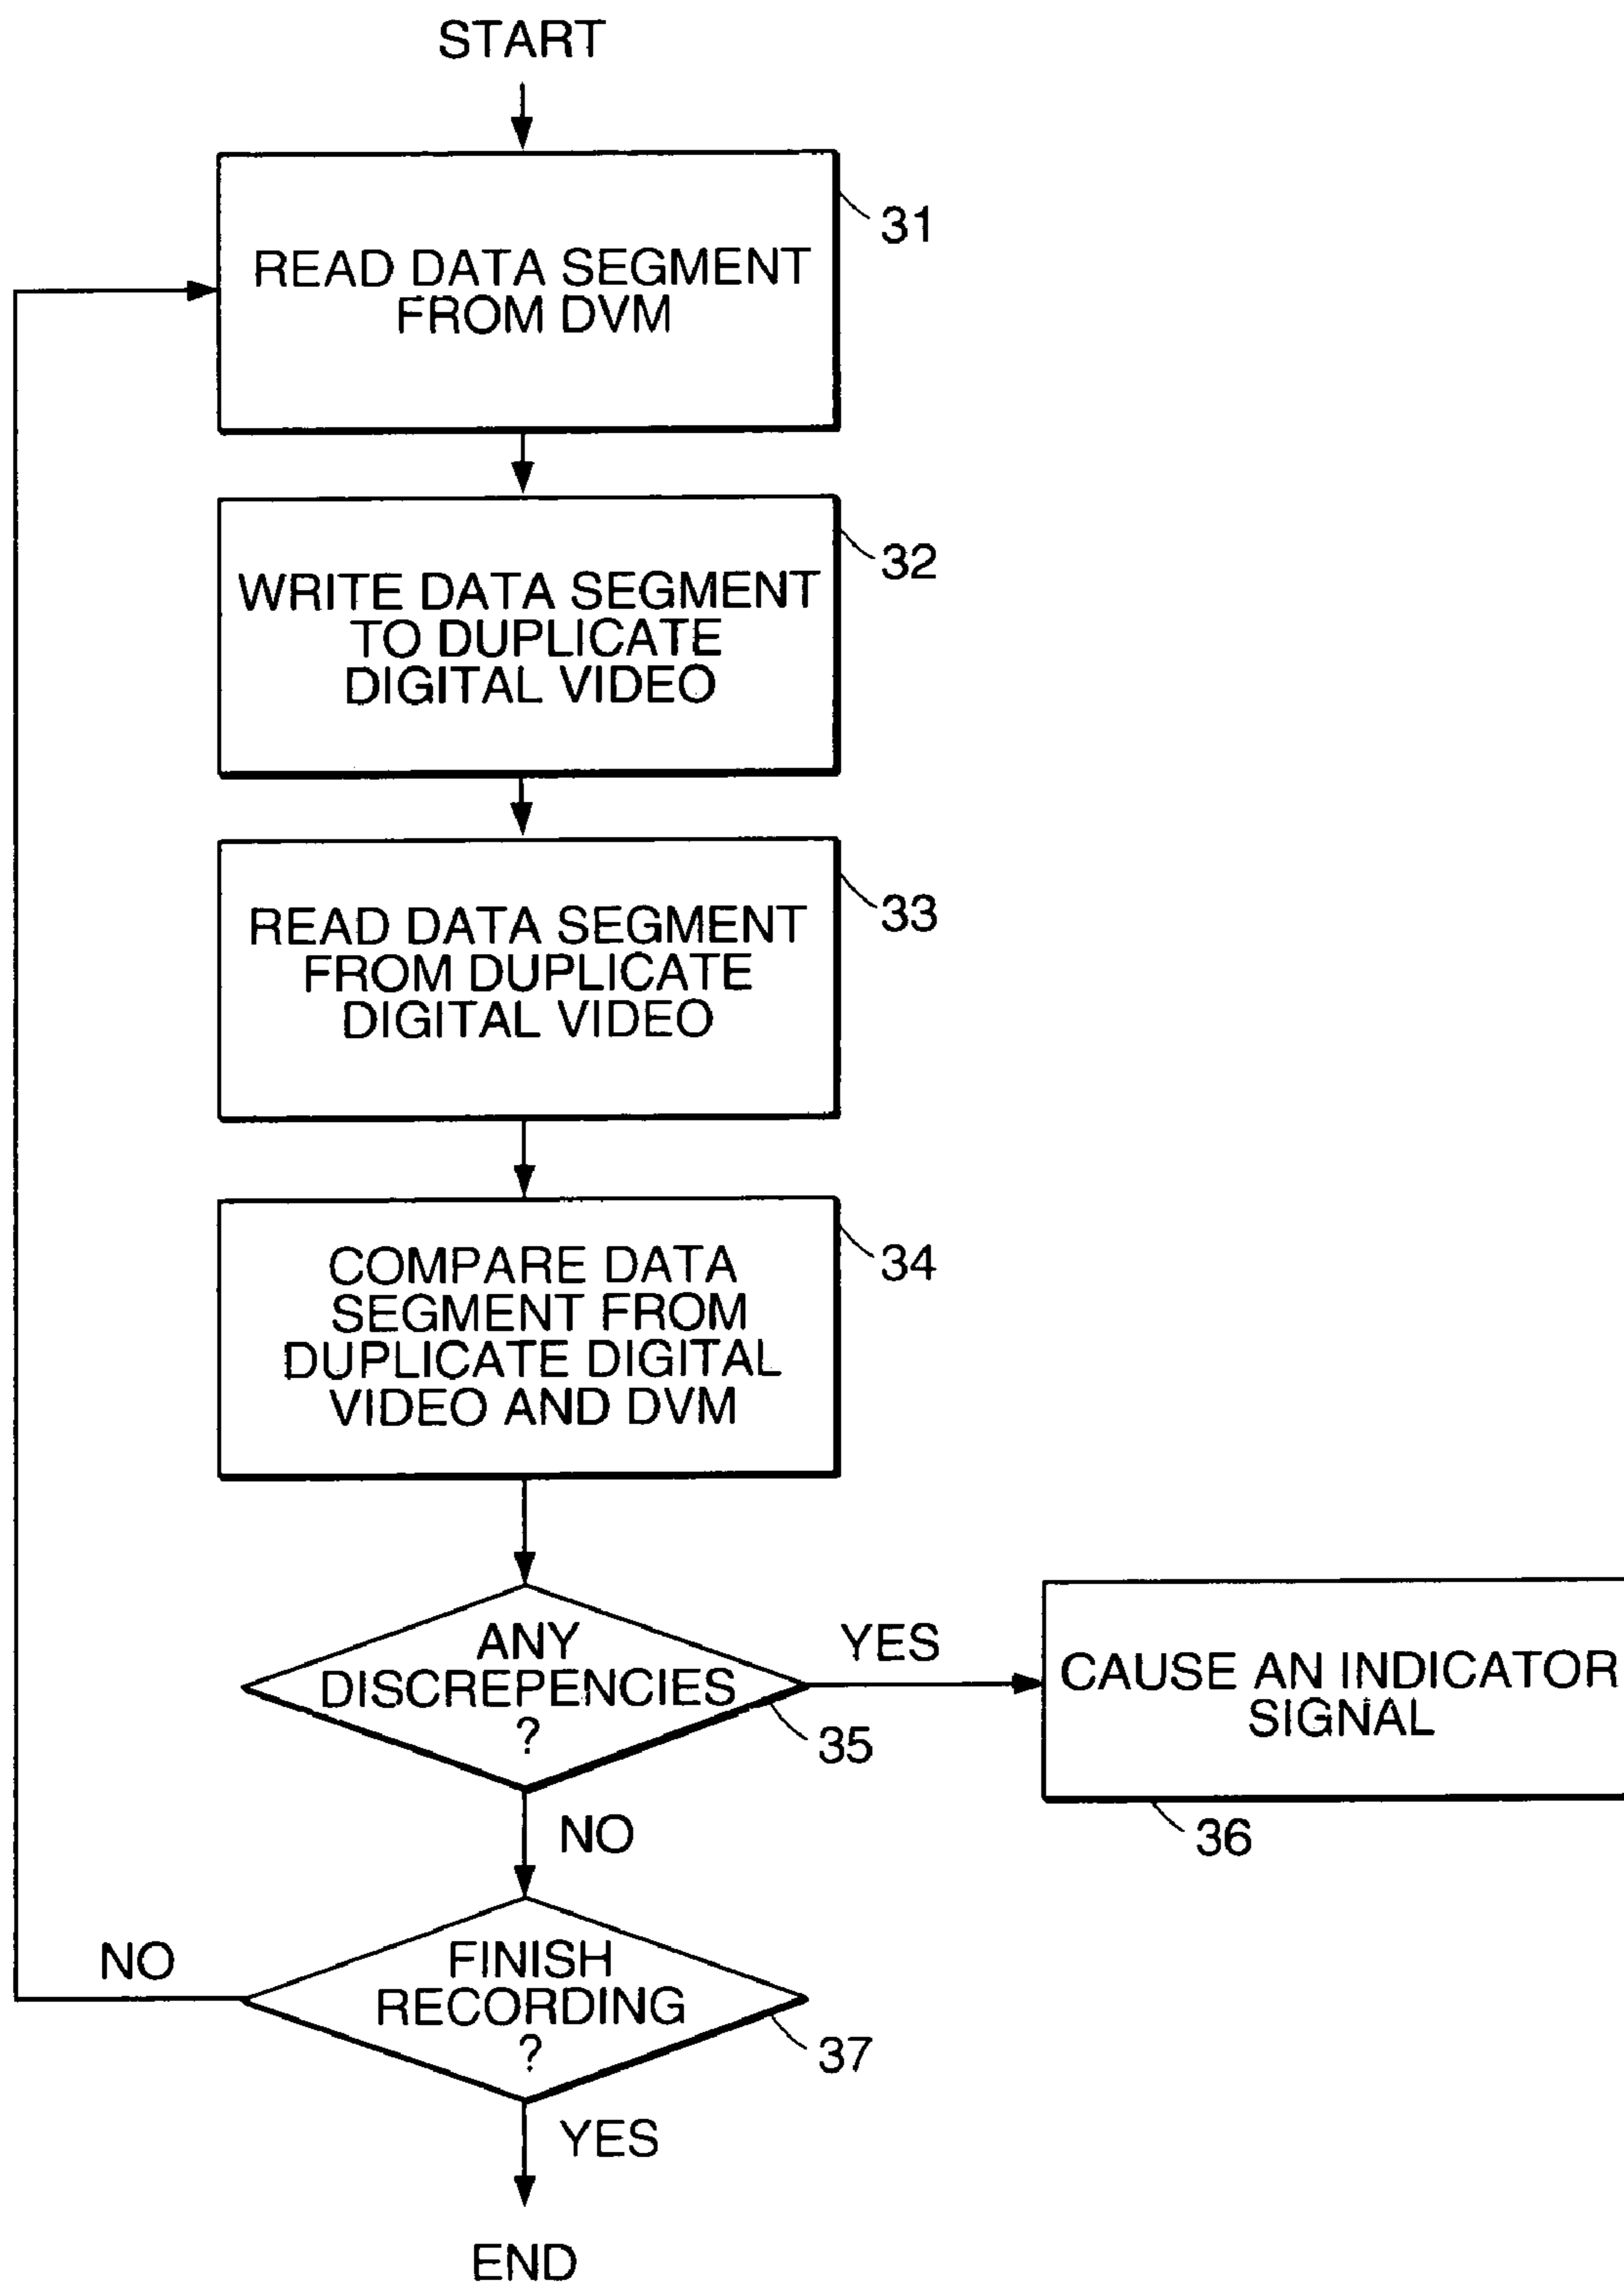 START
31
READ DATA SEGMENT
FROM DVM
32
WRITE DATA SEGMENT
TO DUPLICATE
DIGITAL VIDEO
33
READ DATA SEGMENT
FROM DUPLICATE
DIGITAL VIDEO
34
COMPARE DATA
SEGMENT FROM
DUPLICATE DIGITAL
VIDEO AND DVM
ANY
DISCREPENCIES
?
35
YES
CAUSE AN INDICATOR
SIGNAL
36
NO
FINISH
RECORDING
?
37
NO
YES
END